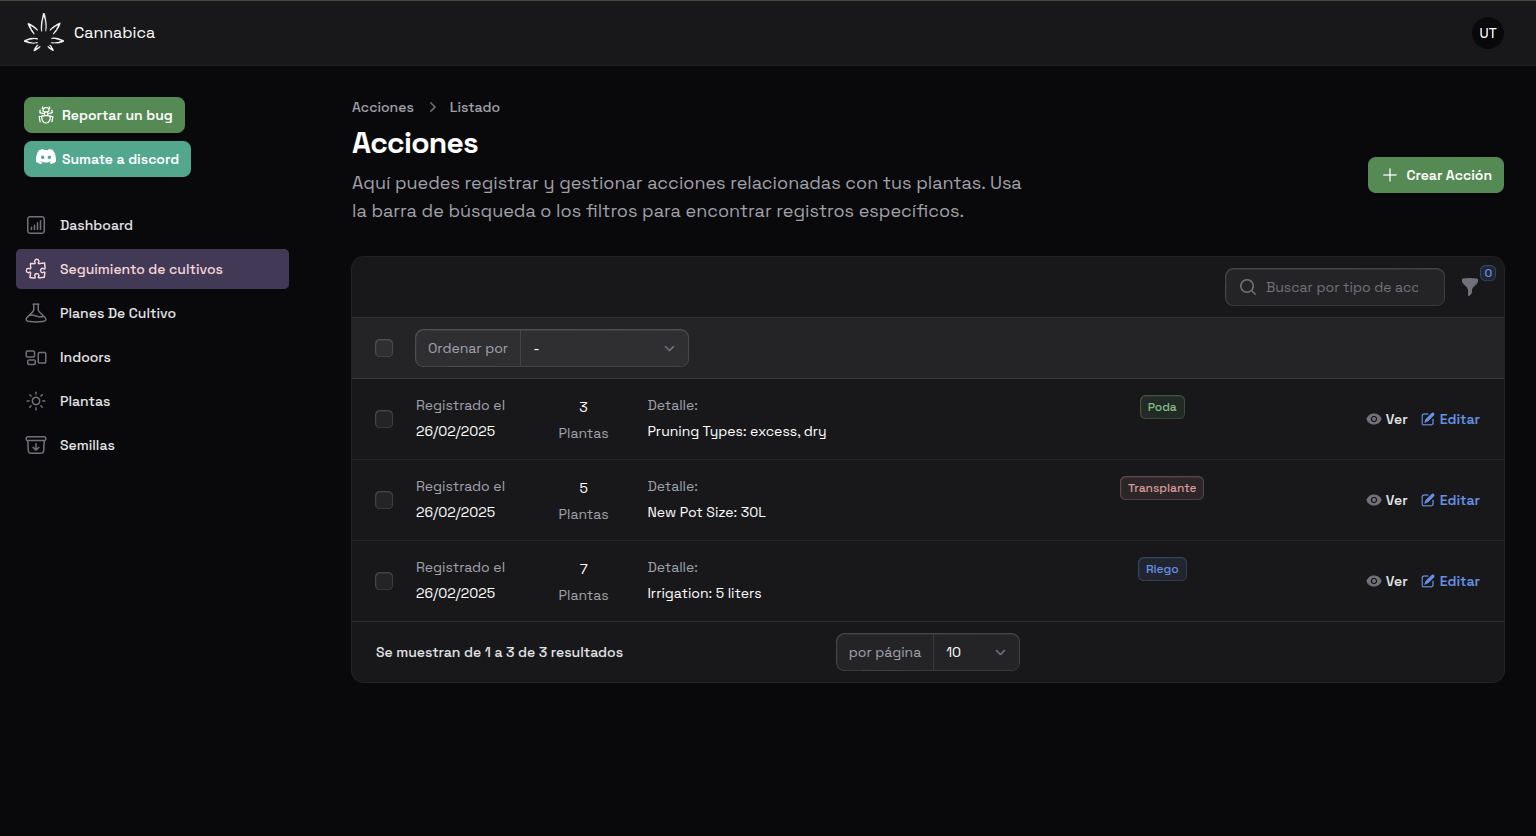 Cannabica
UT
Reportar un bug
Sumate a discord
Dashboard
Seguimiento de cultivos
Planes De Cultivo
Indoors
Plantas
Semillas
Acciones > Listado
Acciones
Aquí puedes registrar y gestionar acciones relacionadas con tus plantas. Usa
la barra de búsqueda o los filtros para encontrar registros específicos.
Crear Acción
Buscar por tipo de acc
0
Ordenar por -
Registrado el 3 Detalle: Poda
26/02/2025 Plantas Pruning Types: excess, dry Ver Editar
Registrado el 5 Detalle: Transplante
26/02/2025 Plantas New Pot Size: 30L Ver Editar
Registrado el 7 Detalle: Riego
26/02/2025 Plantas Irrigation: 5 liters Ver Editar
Se muestran de 1 a 3 de 3 resultados por página 10